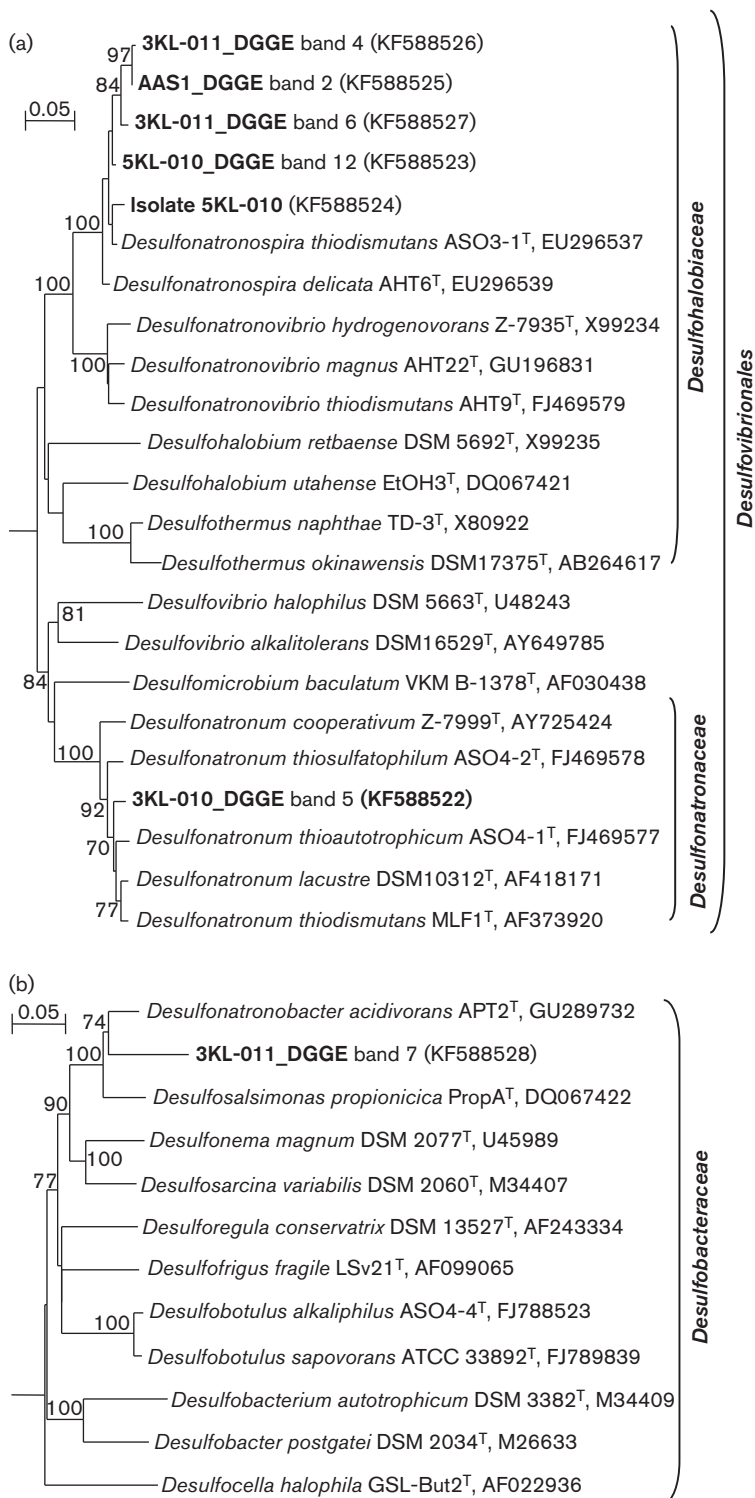 (a)
3KL-011_DGGE band 4 (KF588526)
97
AAS1_DGGE band 2 (KF588525)
84
0.05
3KL-011_DGGE band 6 (KF588527)
5KL-010_DGGE band 12 (KF588523)
Isolate 5KL-010 (KF588524)
100
Desulfonatronospira thiodismutans ASO3-1ᵀ, EU296537
100
Desulfonatronospira delicata AHT6ᵀ, EU296539
Desulfonatronovibrio hydrogenovorans Z-7935ᵀ, X99234
100
Desulfonatronovibrio magnus AHT22ᵀ, GU196831
Desulfonatronovibrio thiodismutans AHT9ᵀ, FJ469579
Desulfohalobium retbaense DSM 5692ᵀ, X99235
Desulfohalobium utahense EtOH3ᵀ, DQ067421
100
Desulfothermus naphthae TD-3ᵀ, X80922
Desulfothermus okinawensis DSM17375ᵀ, AB264617
Desulfohalobiaceae
Desulfovibrio halophilus DSM 5663ᵀ, U48243
81
Desulfovibrio alkalitolerans DSM16529ᵀ, AY649785
84
Desulfomicrobium baculatum VKM B-1378ᵀ, AF030438
Desulfonatronum cooperativum Z-7999ᵀ, AY725424
100
Desulfonatronum thiosulfatophilum ASO4-2ᵀ, FJ469578
92
3KL-010_DGGE band 5 (KF588522)
70
Desulfonatronum thioautotrophicum ASO4-1ᵀ, FJ469577
Desulfonatronum lacustre DSM10312ᵀ, AF418171
77
Desulfonatronum thiodismutans MLF1ᵀ, AF373920
Desulfonatronaceae
Desulfovibrionales
(b)
0.05
Desulfonatronobacter acidivorans APT2ᵀ, GU289732
74
100
3KL-011_DGGE band 7 (KF588528)
Desulfosalsimonas propionicica PropAᵀ, DQ067422
90
Desulfonema magnum DSM 2077ᵀ, U45989
100
77
Desulfosarcina variabilis DSM 2060ᵀ, M34407
Desulforegula conservatrix DSM 13527ᵀ, AF243334
Desulfofrigus fragile LSv21ᵀ, AF099065
Desulfobotulus alkaliphilus ASO4-4ᵀ, FJ788523
100
Desulfobotulus sapovorans ATCC 33892ᵀ, FJ789839
Desulfobacterium autotrophicum DSM 3382ᵀ, M34409
100
Desulfobacter postgatei DSM 2034ᵀ, M26633
Desulfocella halophila GSL-But2ᵀ, AF022936
Desulfobacteraceae